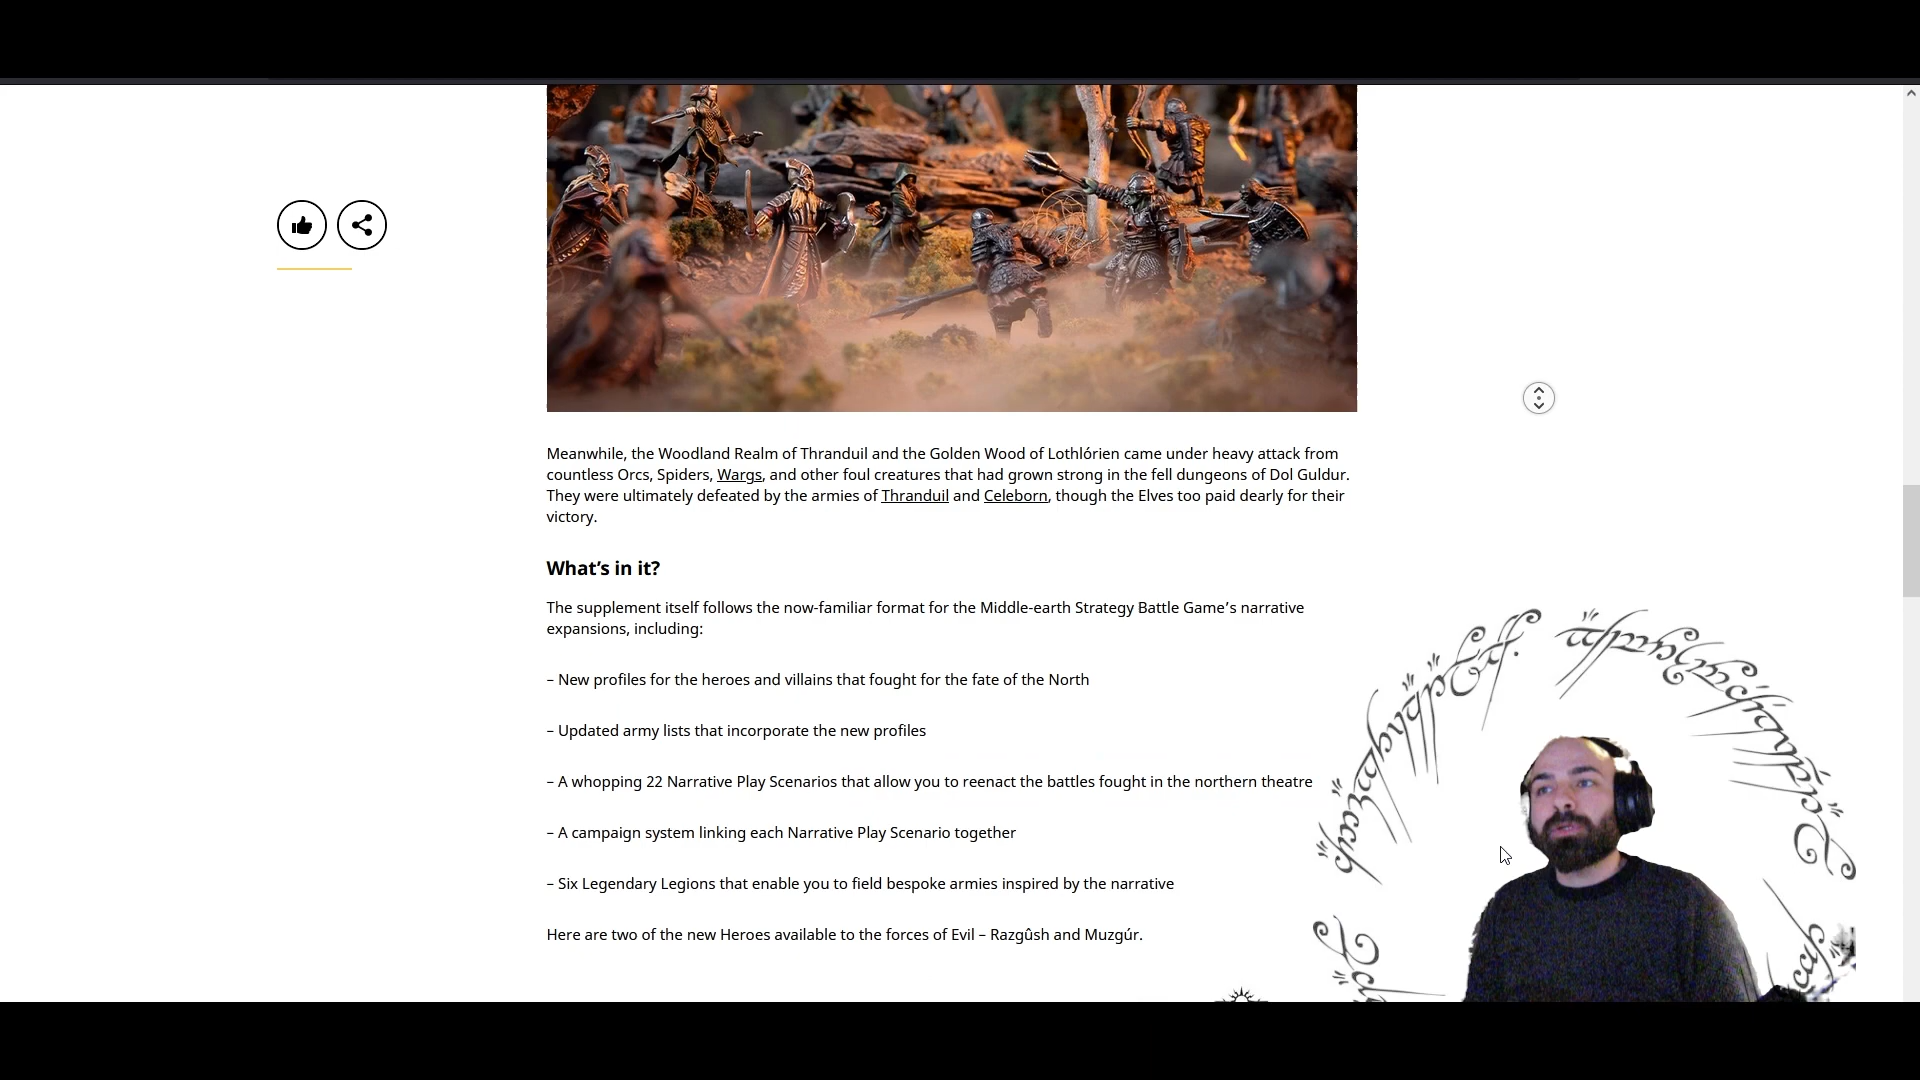 Meanwhile, the Woodland Realm of Thranduil and the Golden Wood of Lothlórien came under heavy attack from
countless Orcs, Spiders, Wargs, and other foul creatures that had grown strong in the fell dungeons of Dol Guldur.
They were ultimately defeated by the armies of Thranduil and Celeborn, though the Elves too paid dearly for their
victory.
What’s in it?
The supplement itself follows the now-familiar format for the Middle-earth Strategy Battle Game’s narrative
expansions, including:
– New profiles for the heroes and villains that fought for the fate of the North
– Updated army lists that incorporate the new profiles
– A whopping 22 Narrative Play Scenarios that allow you to reenact the battles fought in the northern theatre
– A campaign system linking each Narrative Play Scenario together
– Six Legendary Legions that enable you to field bespoke armies inspired by the narrative
Here are two of the new Heroes available to the forces of Evil – Razgûsh and Muzgúr.